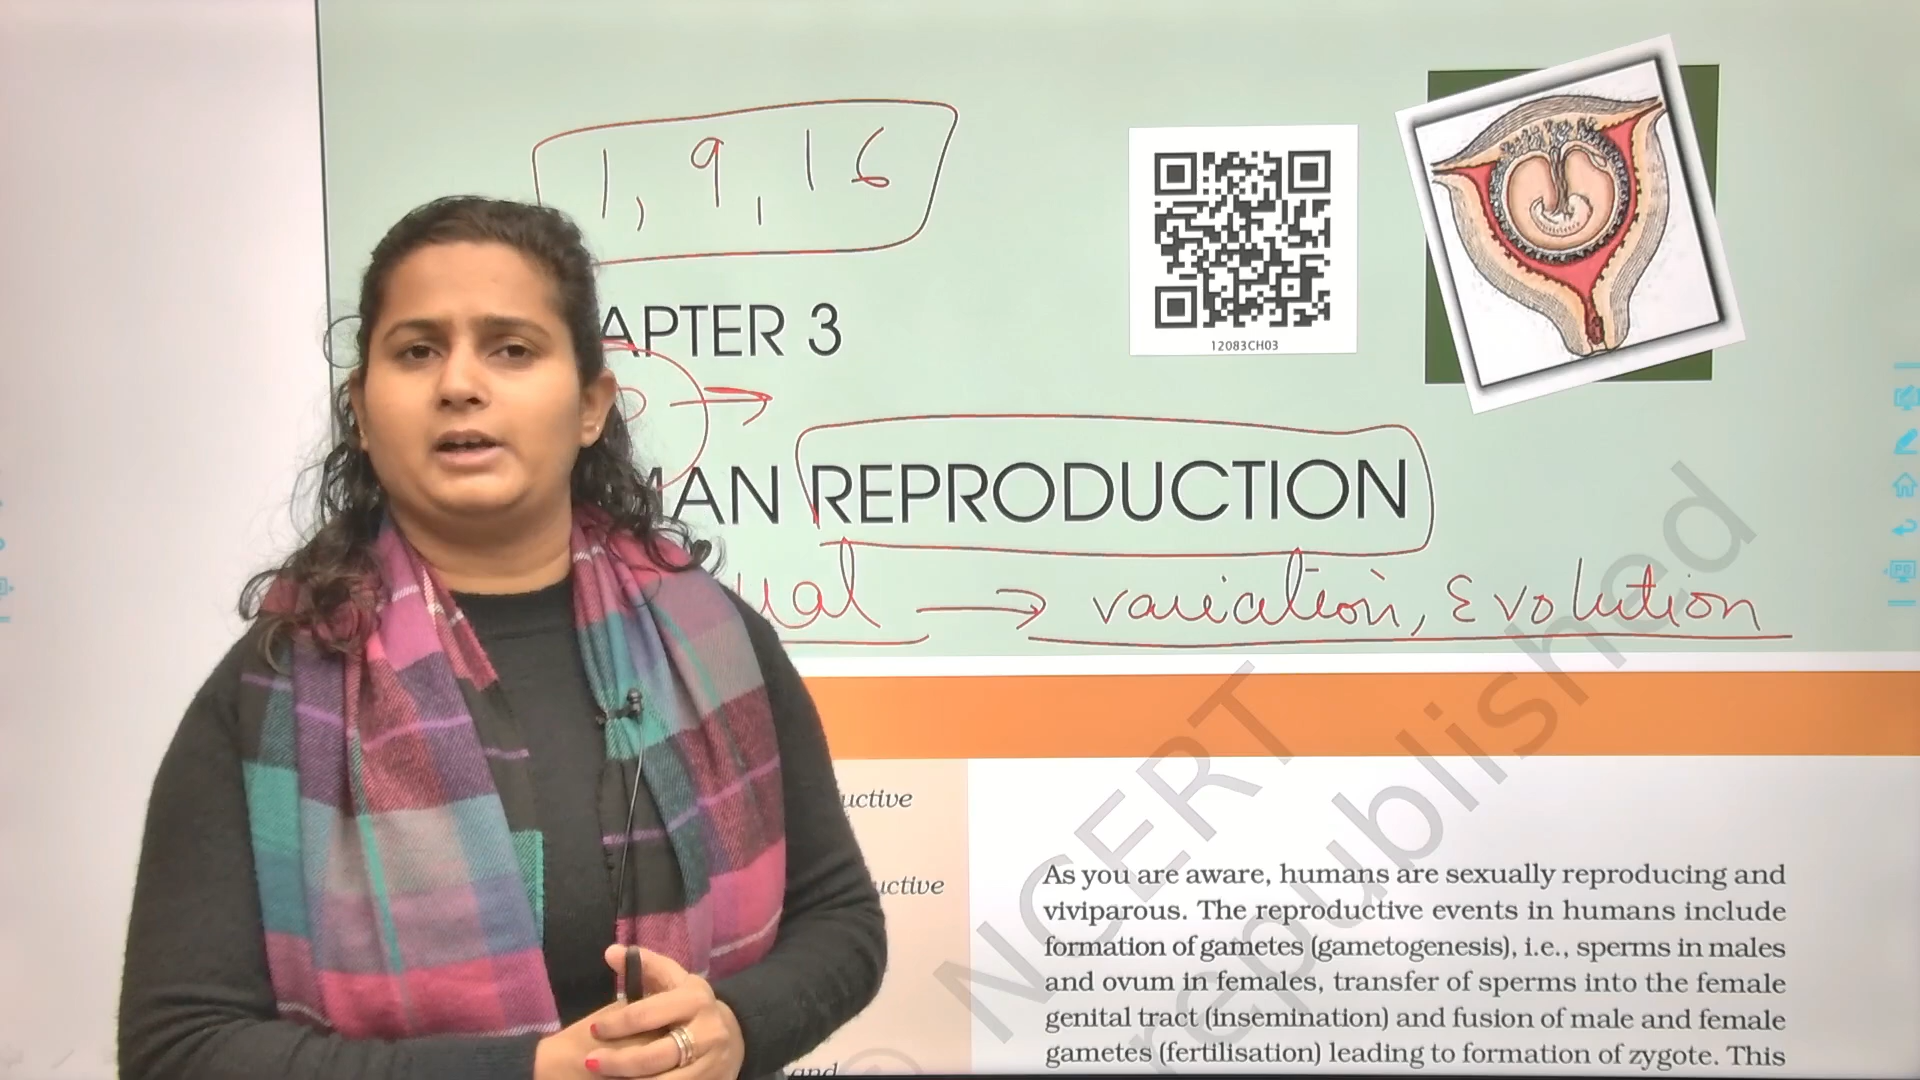 1, 9, 16
12083CH03
APTER 3
MAN REPRODUCTION
ual → variation, Evolution
uctive
uctive
and
As you are aware, humans are sexually reproducing and
viviparous. The reproductive events in humans include
formation of gametes (gametogenesis), i.e., sperms in males
and ovum in females, transfer of sperms into the female
genital tract (insemination) and fusion of male and female
gametes (fertilisation) leading to formation of zygote. This
© NCERT
republished